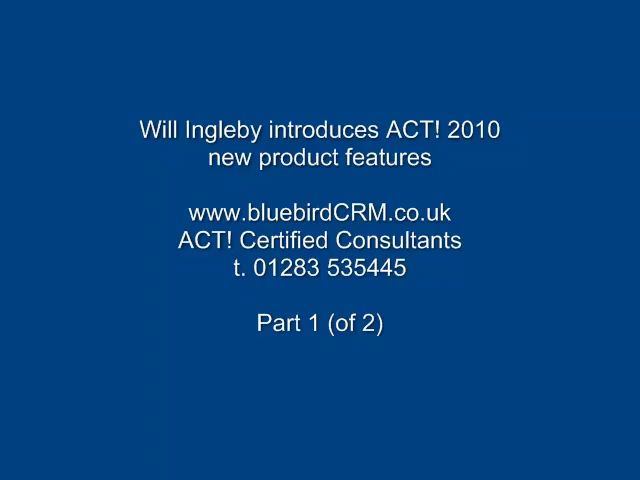 Will Ingleby introduces ACT! 2010
new product features
www.bluebirdCRM.co.uk
ACT! Certified Consultants
t. 01283 535445
Part 1 (of 2)